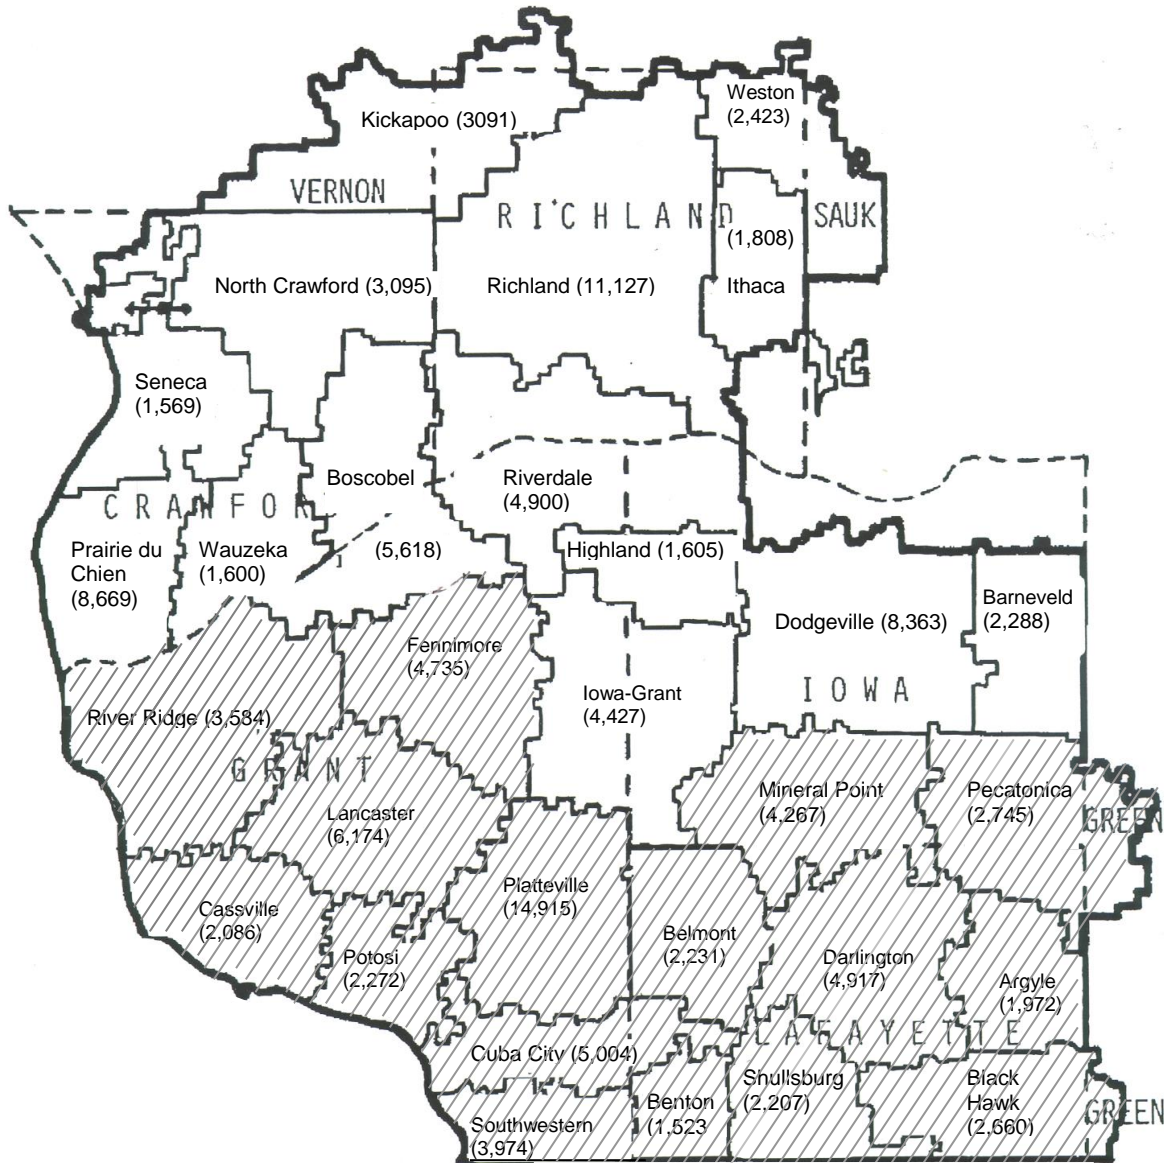 Weston
(2,423)
Kickapoo (3091)
VERNON
RICHLAND
SAUK
(1,808)
North Crawford (3,095)
Richland (11,127)
Ithaca
Seneca
(1,569)
Boscobel
Riverdale
(4,900)
CRAWFOR
Prairie du
Chien
(8,669)
Wauzeka
(1,600)
(5,618)
Highland (1,605)
Dodgeville (8,363)
Barneveld
(2,288)
Fennimore
(4,735)
Iowa-Grant
(4,427)
IOWA
River Ridge (3,584)
GRANT
Lancaster
(6,174)
Mineral Point
(4,267)
Pecatonica
(2,745)
GREEN
Platteville
(14,915)
Cassville
(2,086)
Potosi
(2,272)
Belmont
(2,231)
Darlington
(4,917)
Argyle
(1,972)
LAFAYETTE
Cuba City (5,004)
Shullsburg
(2,207)
Black
Hawk
(2,660)
Benton
(1,523
GREEN
Southwestern
(3,974)